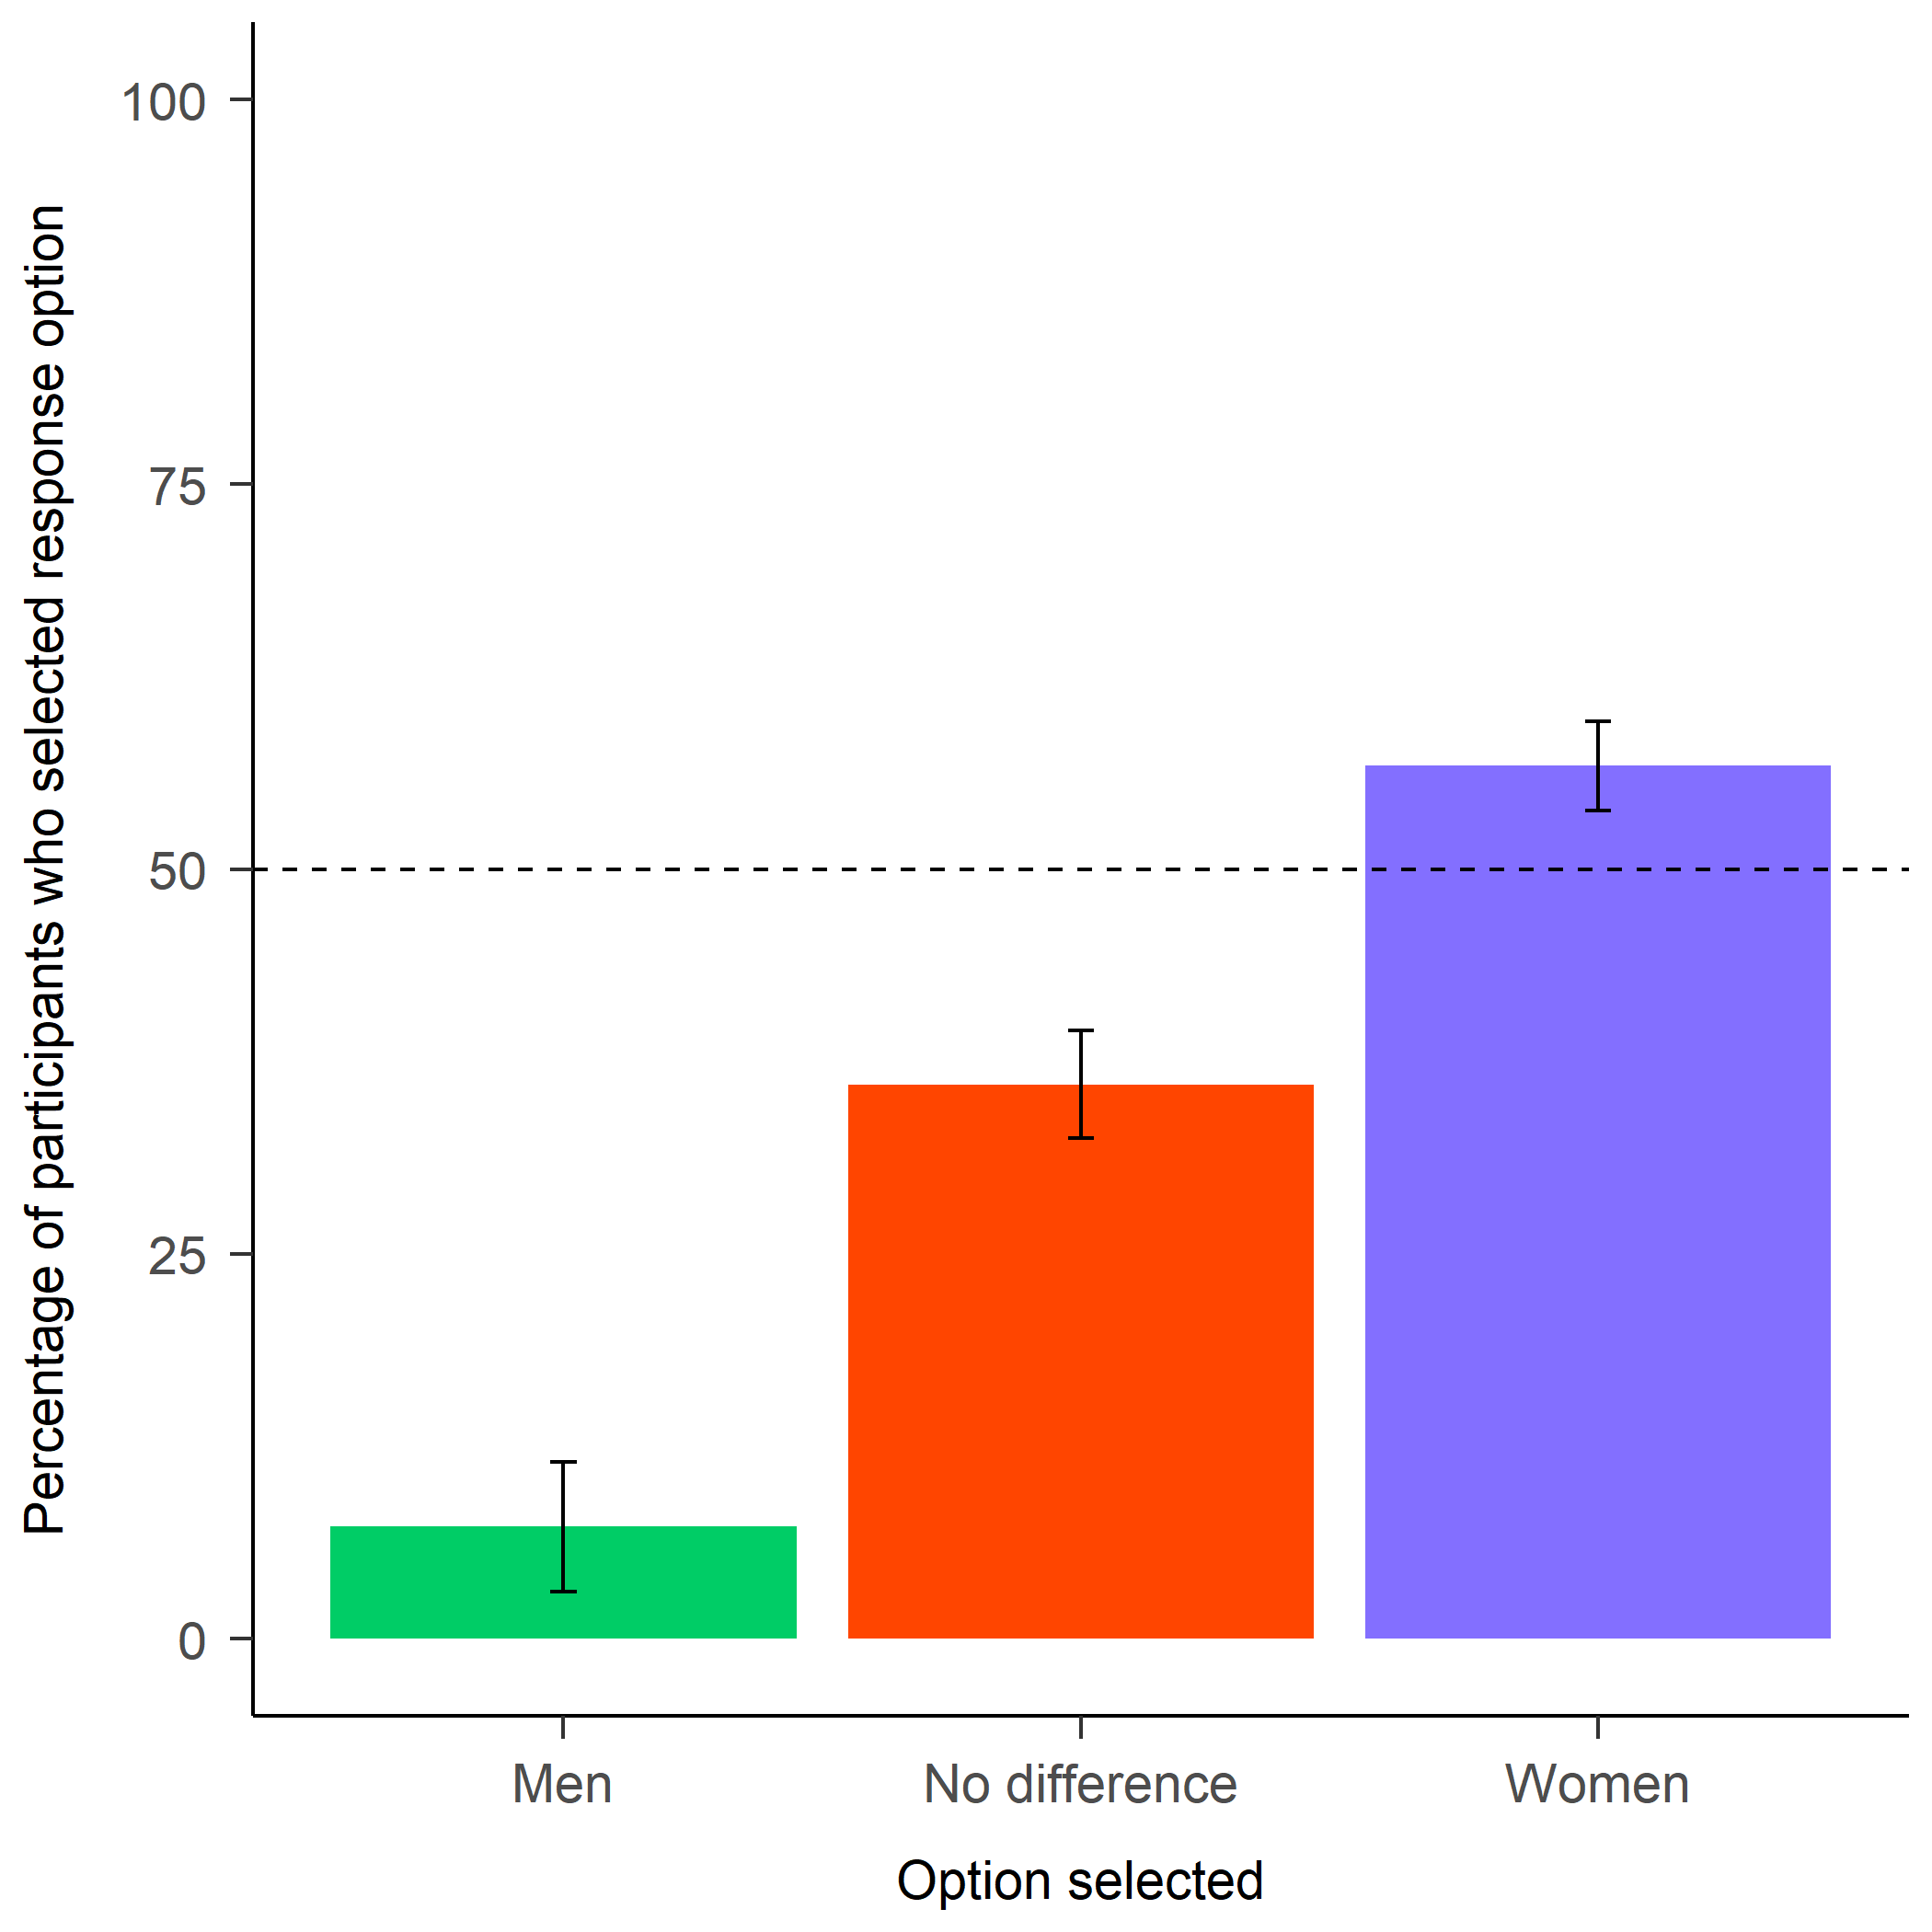 Percentage of participants who selected response option
100
75
50
25
0
Men
No difference
Women
Option selected